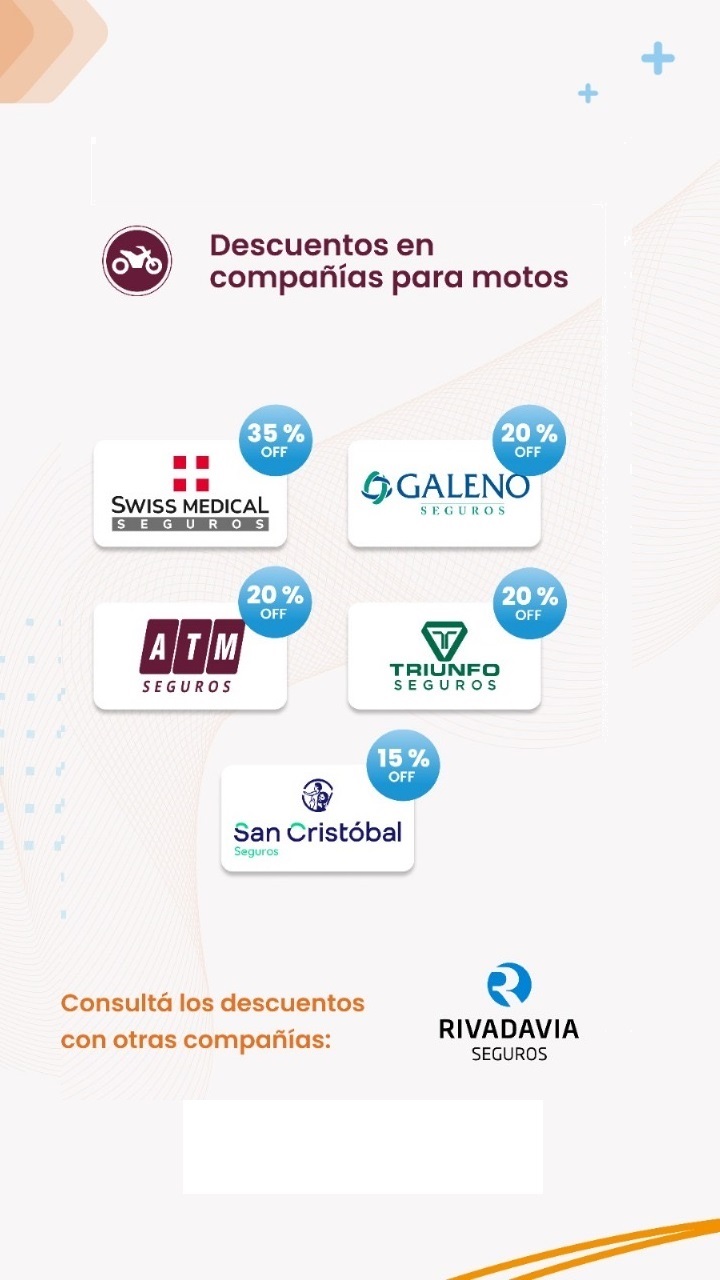 Descuentos en
compañías para motos
35 %
OFF
SWISS MEDICAL
SEGUROS
20 %
OFF
GALENO
SEGUROS
20 %
OFF
ATM
SEGUROS
20 %
OFF
TRIUNFO
SEGUROS
15 %
OFF
San Cristóbal
Seguros
Consultá los descuentos
con otras compañías:
RIVADAVIA
SEGUROS